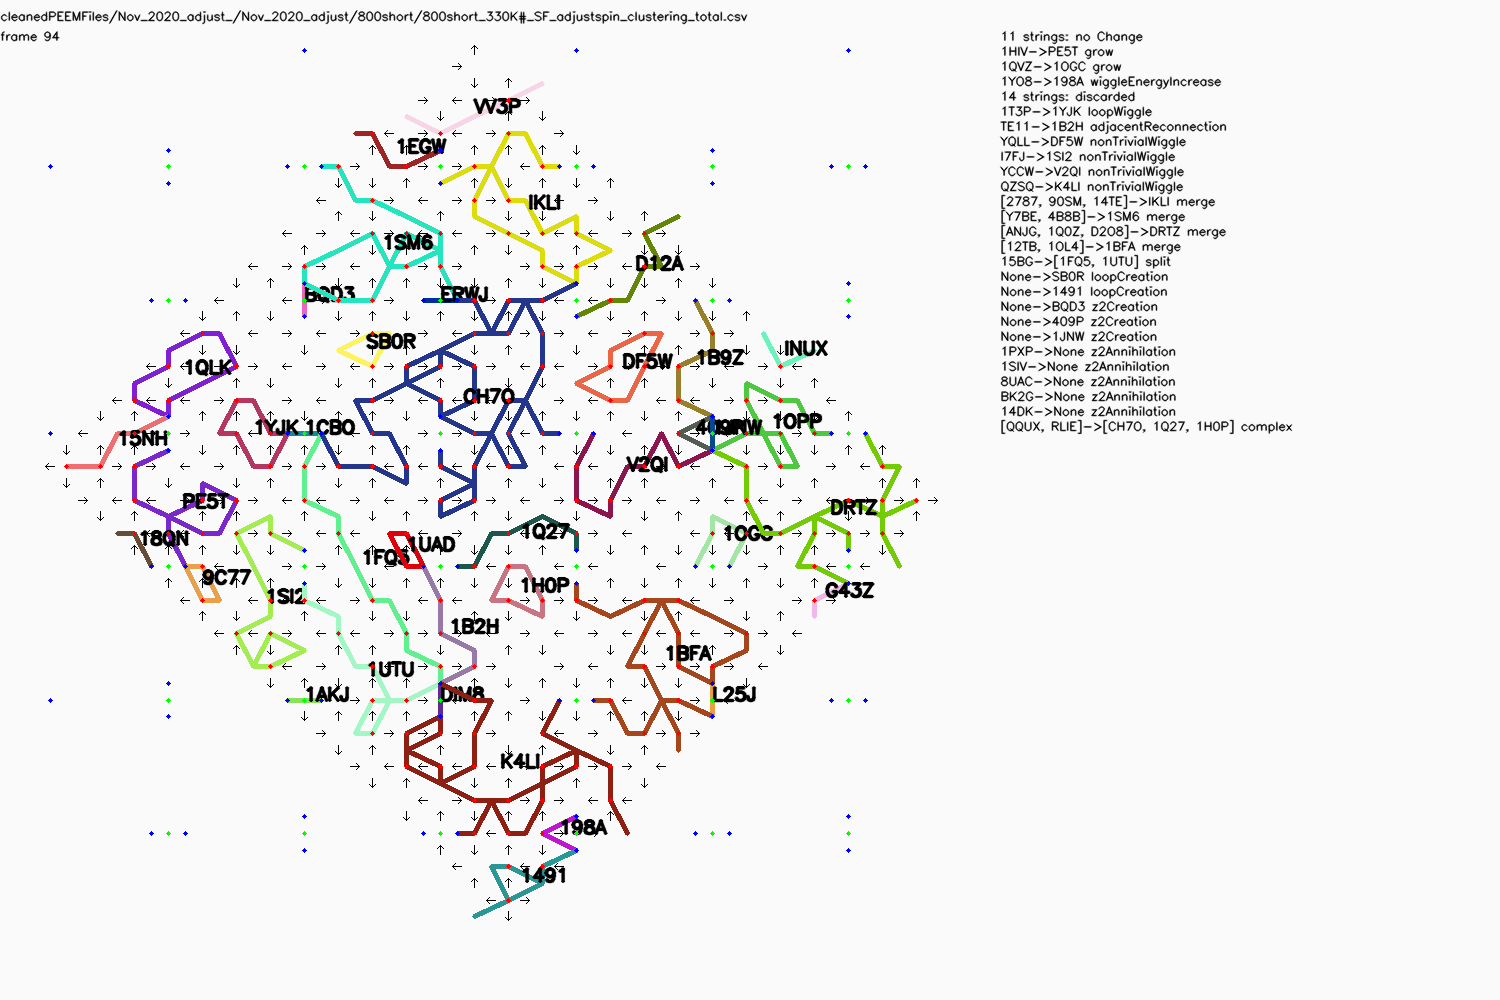 cleanedPEEMFiles/Nov_2020_adjust_/Nov_2020_adjust/800short/800short_330K#_SF_adjustspin_clustering_total.csv
frame 94
11 strings: no Change
1HIV->PE5T grow
1QVZ->1OGC grow
1YO8->198A wiggleEnergyIncrease
14 strings: discarded
1T3P->1YJK loopWiggle
TE11->1B2H adjacentReconnection
YQLL->DF5W nonTrivialWiggle
I7FJ->1SI2 nonTrivialWiggle
YCCW->V2QI nonTrivialWiggle
QZSQ->K4LI nonTrivialWiggle
[2787, 90SM, 14TE]->IKLI merge
[Y7BE, 4B8B]->1SM6 merge
[ANJG, 1Q0Z, D2O8]->DRTZ merge
[12TB, 1OL4]->1BFA merge
15BG->[1FQ5, 1UTU] split
None->SB0R loopCreation
None->1491 loopCreation
None->BQD3 z2Creation
None->409P z2Creation
None->1JNW z2Creation
1PXP->None z2Annihilation
1SIV->None z2Annihilation
8UAC->None z2Annihilation
BK2G->None z2Annihilation
14DK->None z2Annihilation
[QQUX, RLIE]->[CH7O, 1Q27, 1H0P] complex
VV3P
1EGW
IKLI
1SM6
D12A
BQD3
ERWJ
SB0R
INUX
DF5W
1B9Z
1QLK
CH7O
1OPP
1YJK
1CBO
15NH
V2QI
PE5T
DRTZ
1Q27
1OGC
18QN
1UAD
1FQ5
9C77
1H0P
G43Z
1SI2
1B2H
1BFA
1UTU
1AKJ
DIM8
L25J
K4LI
198A
1491